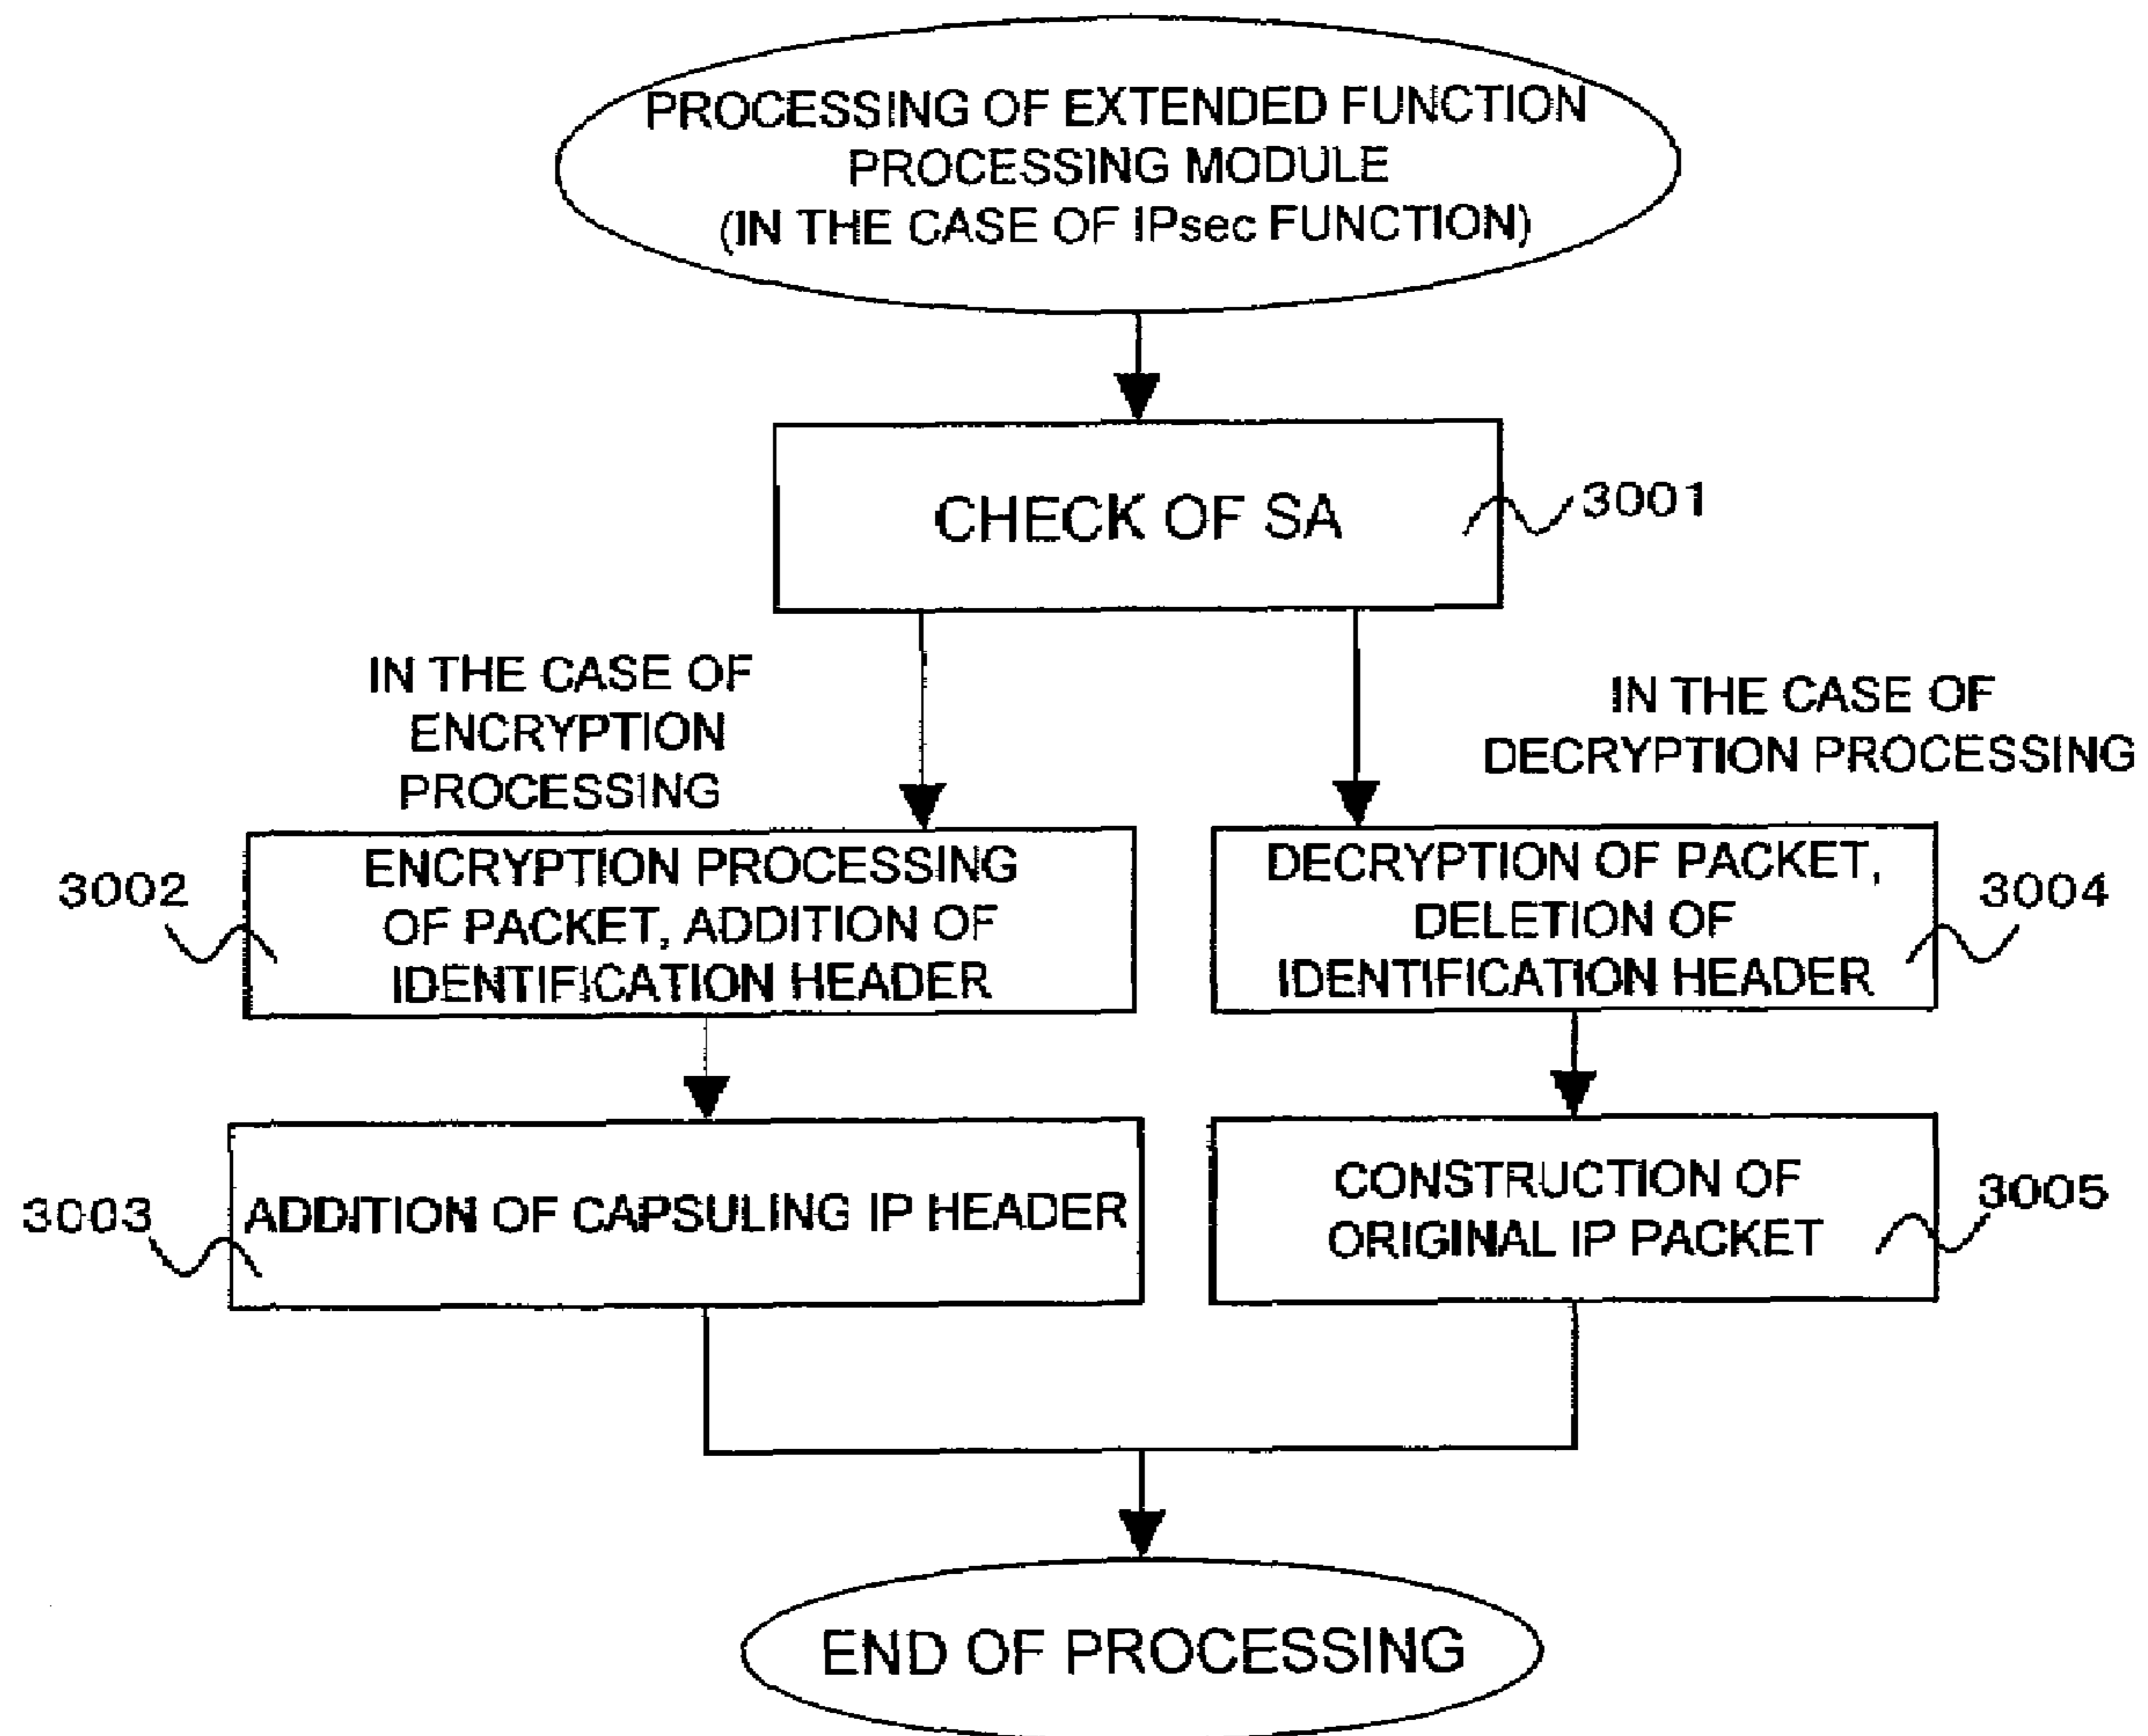 PROCESSING OF EXTENDED FUNCTION
PROCESSING MODULE
(IN THE CASE OF IPsec FUNCTION)
CHECK OF SA
3001
IN THE CASE OF
ENCRYPTION
PROCESSING
IN THE CASE OF
DECRYPTION PROCESSING
3002
ENCRYPTION PROCESSING
OF PACKET, ADDITION OF
IDENTIFICATION HEADER
DECRYPTION OF PACKET,
DELETION OF
IDENTIFICATION HEADER
3004
3003
ADDITION OF CAPSULING IP HEADER
CONSTRUCTION OF
ORIGINAL IP PACKET
3005
END OF PROCESSING